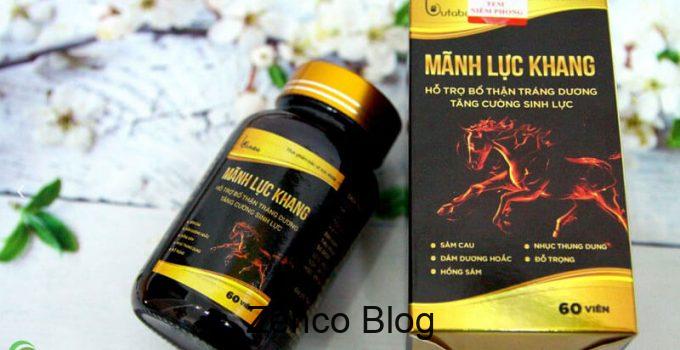 TEM
NIÊM PHONG
MÃNH LỰC KHANG
HỖ TRỢ BỔ THẬN TRÁNG DƯƠNG
TĂNG CƯỜNG SINH LỰC
SÂM CAU
DÂM DƯƠNG HOẮC
HỒNG SÂM
NHỤC THUNG DUNG
ĐỖ TRỌNG
60 VIÊN
MÃNH LỰC KHANG
HỖ TRỢ BỔ THẬN TRÁNG DƯƠNG
TĂNG CƯỜNG SINH LỰC
60 VIÊN
Zenco Blog